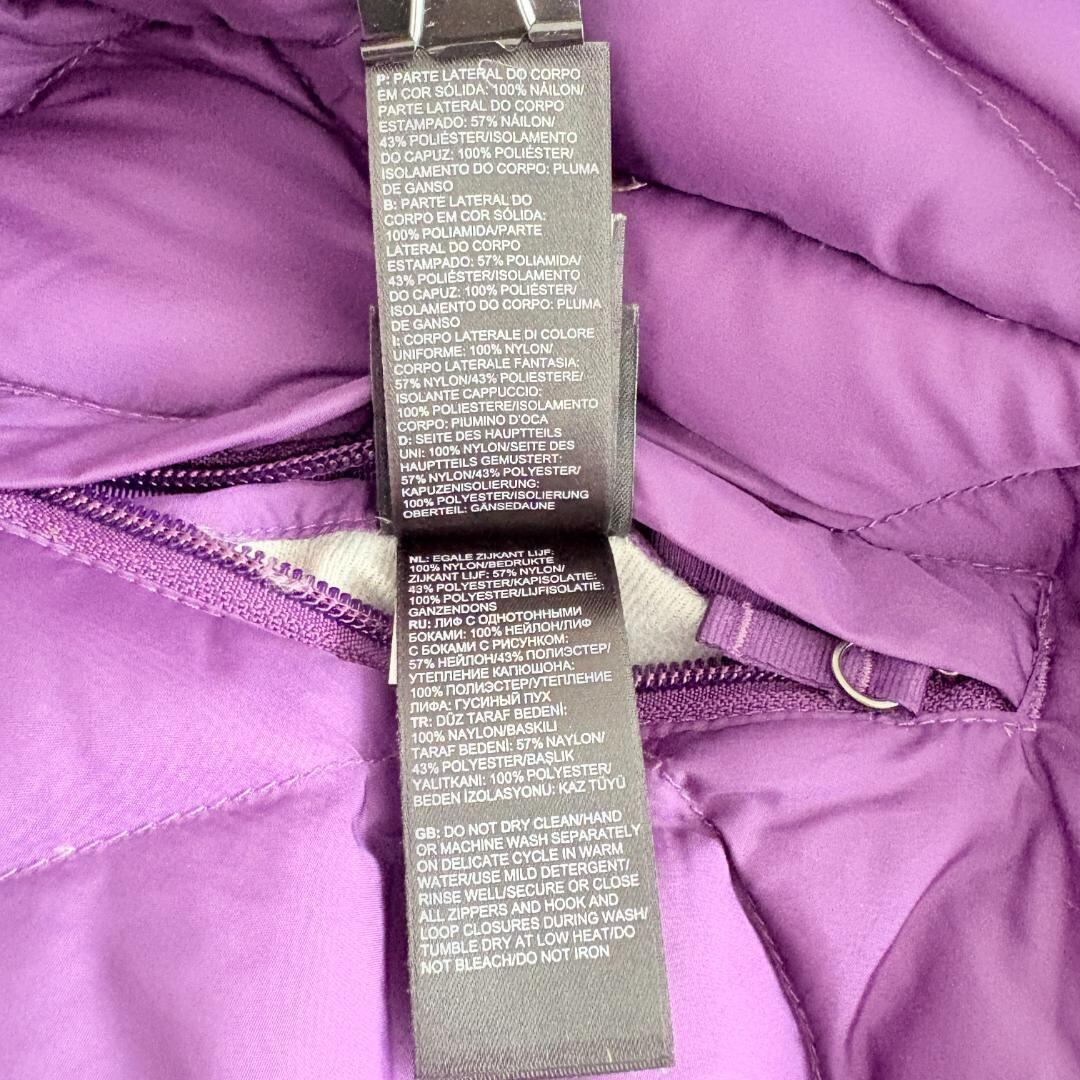 P: PARTE LATERAL DO CORPO
EM COR SÓLIDA: 100% NÁILON/
PARTE LATERAL DO CORPO
ESTAMPADO: 57% NÁILON/
43% POLIÉSTER/ISOLAMENTO
DO CAPUZ: 100% POLIÉSTER/
ISOLAMENTO DO CORPO: PLUMA
DE GANSO
B: PARTE LATERAL DO
CORPO EM COR SÓLIDA:
100% POLIAMIDA/PARTE
LATERAL DO CORPO
ESTAMPADO: 57% POLIAMIDA/
43% POLIÉSTER/ISOLAMENTO
DO CAPUZ: 100% POLIÉSTER/
ISOLAMENTO DO CORPO: PLUMA
DE GANSO
I: CORPO LATERALE DI COLORE
UNIFORME: 100% NYLON/
CORPO LATERALE FANTASIA:
57% NYLON/43% POLIESTERE/
ISOLANTE CAPPUCCIO:
100% POLIESTERE/ISOLAMENTO
CORPO: PIUMINO D'OCA
D: SEITE DES HAUPTTEILS
UNI: 100% NYLON/SEITE DES
HAUPTTEILS GEMUSTERT:
57% NYLON/43% POLYESTER/
KAPUZENISOLIERUNG:
100% POLYESTER/ISOLIERUNG
OBERTEIL: GÄNSEDAUNE
NL: EGALE ZIJKANT LIJF:
100% NYLON/BEDRUKTE
ZIJKANT LIJF: 57% NYLON/
43% POLYESTER/KAPISOLATIE:
100% POLYESTER/LIJFISOLATIE:
GANZENDONS
RU: ЛИФ С ОДНОТОННЫМИ
БОКАМИ: 100% НЕЙЛОН/ЛИФ
С БОКАМИ С РИСУНКОМ:
57% НЕЙЛОН/43% ПОЛИЭСТЕР/
УТЕПЛЕНИЕ КАПЮШОНА:
100% ПОЛИЭСТЕР/УТЕПЛЕНИЕ
ЛИФА: ГУСИНЫЙ ПУХ
TR: DÜZ TARAF BEDENİ:
100% NAYLON/BASKILI
TARAF BEDENİ: 57% NAYLON/
43% POLYESTER/BAŞLIK
YALITKANI: 100% POLYESTER/
BEDEN İZOLASYONU: KAZ TÜYÜ
GB: DO NOT DRY CLEAN/HAND
OR MACHINE WASH SEPARATELY
ON DELICATE CYCLE IN WARM
WATER/USE MILD DETERGENT/
RINSE WELL/SECURE OR CLOSE
ALL ZIPPERS AND HOOK AND
LOOP CLOSURES DURING WASH/
TUMBLE DRY AT LOW HEAT/DO
NOT BLEACH/DO NOT IRON